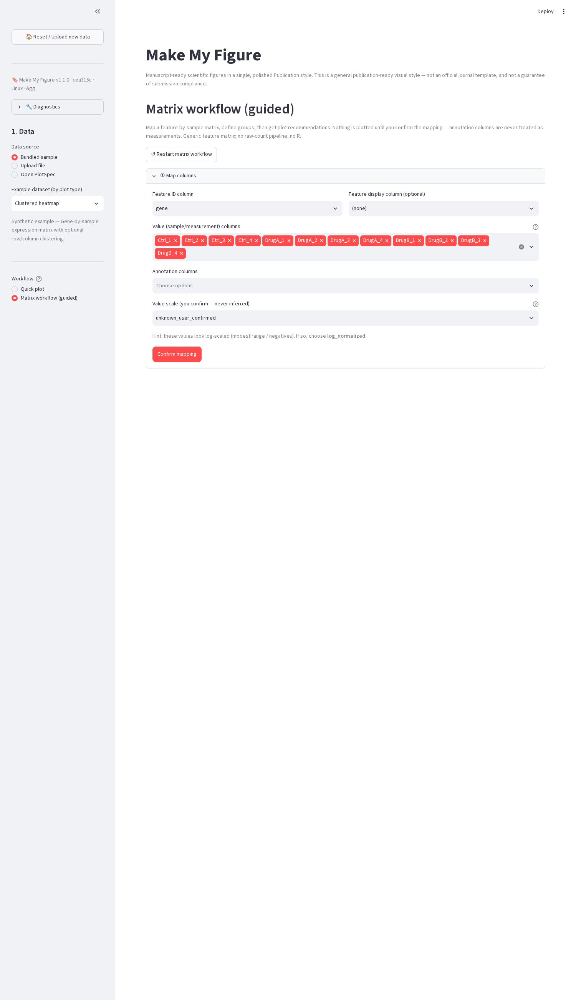 Deploy
🏠 Reset / Upload new data
🔖 Make My Figure v1.1.0 · cea315c ·
Linux · Agg
🔧 Diagnostics
1. Data
Data source
Bundled sample
Upload file
Open PlotSpec
Example dataset (by plot type)
Clustered heatmap
Synthetic example — Gene-by-sample
expression matrix with optional
row/column clustering.
Workflow
Quick plot
Matrix workflow (guided)
Make My Figure
Manuscript-ready scientific figures in a single, polished Publication style. This is a general publication-ready visual style — not an official journal template, and not a guarantee
of submission compliance.
Matrix workflow (guided)
Map a feature-by-sample matrix, define groups, then get plot recommendations. Nothing is plotted until you confirm the mapping — annotation columns are never treated as
measurements. Generic feature matrix; no raw-count pipeline, no R.
↺ Restart matrix workflow
① Map columns
Feature ID column
gene
Feature display column (optional)
(none)
Value (sample/measurement) columns
Ctrl_1 Ctrl_2 Ctrl_3 Ctrl_4 DrugA_1 DrugA_2 DrugA_3 DrugA_4 DrugB_1 DrugB_2 DrugB_3
DrugB_4
Annotation columns
Choose options
Value scale (you confirm — never inferred)
unknown_user_confirmed
Hint: these values look log-scaled (modest range / negatives). If so, choose log_normalized.
Confirm mapping